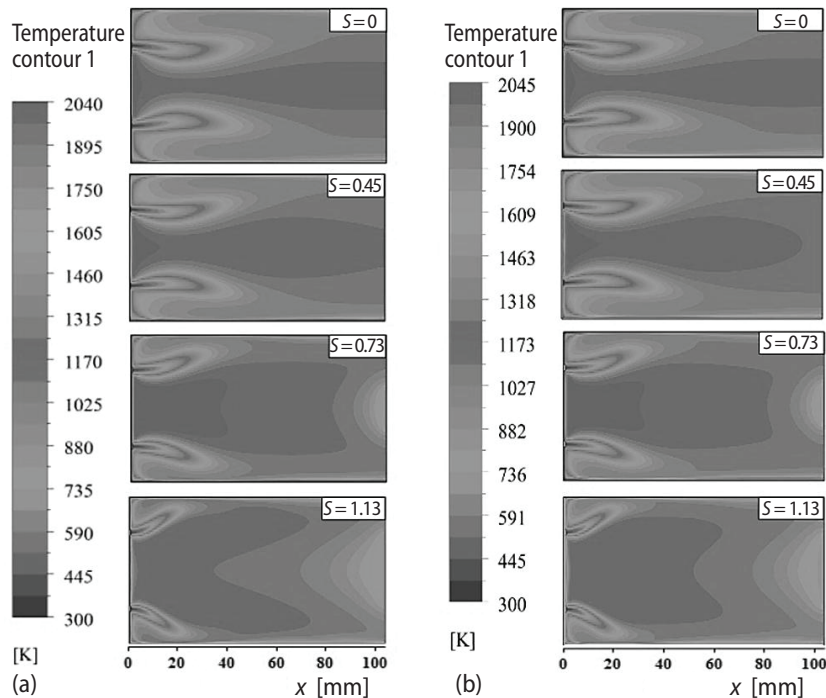 Temperature
contour 1
2040
1895
1750
1605
1460
1315
1170
1025
880
735
590
445
300
[K]
(a)
S=0
S=0.45
S=0.73
S=1.13
0 20 40 60 80 100
x [mm]
Temperature
contour 1
2045
1900
1754
1609
1463
1318
1173
1027
882
736
591
445
300
[K]
(b)
S=0
S=0.45
S=0.73
S=1.13
0 20 40 60 80 100
x [mm]